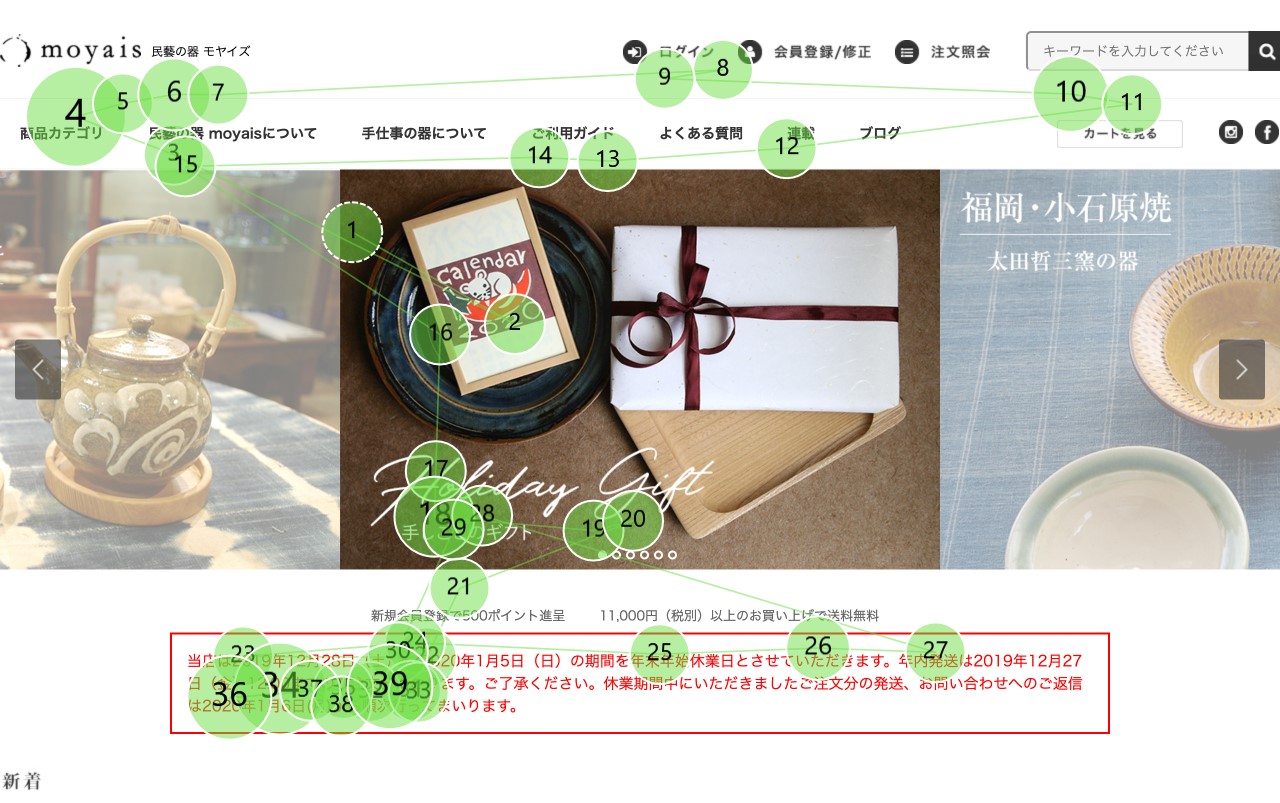 moyais 民藝の器 モヤイズ
ログイン 会員登録/修正 注文照会 キーワードを入力してください
4 5 6 7 9 8 10 11
商品カテゴリ 民藝の器 moyaisについて 手仕事の器について ご利用ガイド よくある質問 連載 ブログ カートを見る
3 15 14 13 12
福岡・小石原焼
太田哲三窯の器
1
Calendar
16 2
2020
17
Holiday Gift
18 28 29 19 20
手しごとのギフト
21
新規会員登録で500ポイント進呈 11,000円（税別）以上のお買い上げで送料無料
23 24 30 25 26 27
当店は2019年12月28日（土）2020年1月5日（日）の期間を年末年始休業日とさせていただきます。年内発送は2019年12月27
日 ます。ご了承ください。休業期間中にいただきましたご注文分の発送、お問い合わせへのご返信
は2020年1月6日 順次行ってまいります。
36 34 37 38 39 33
新着